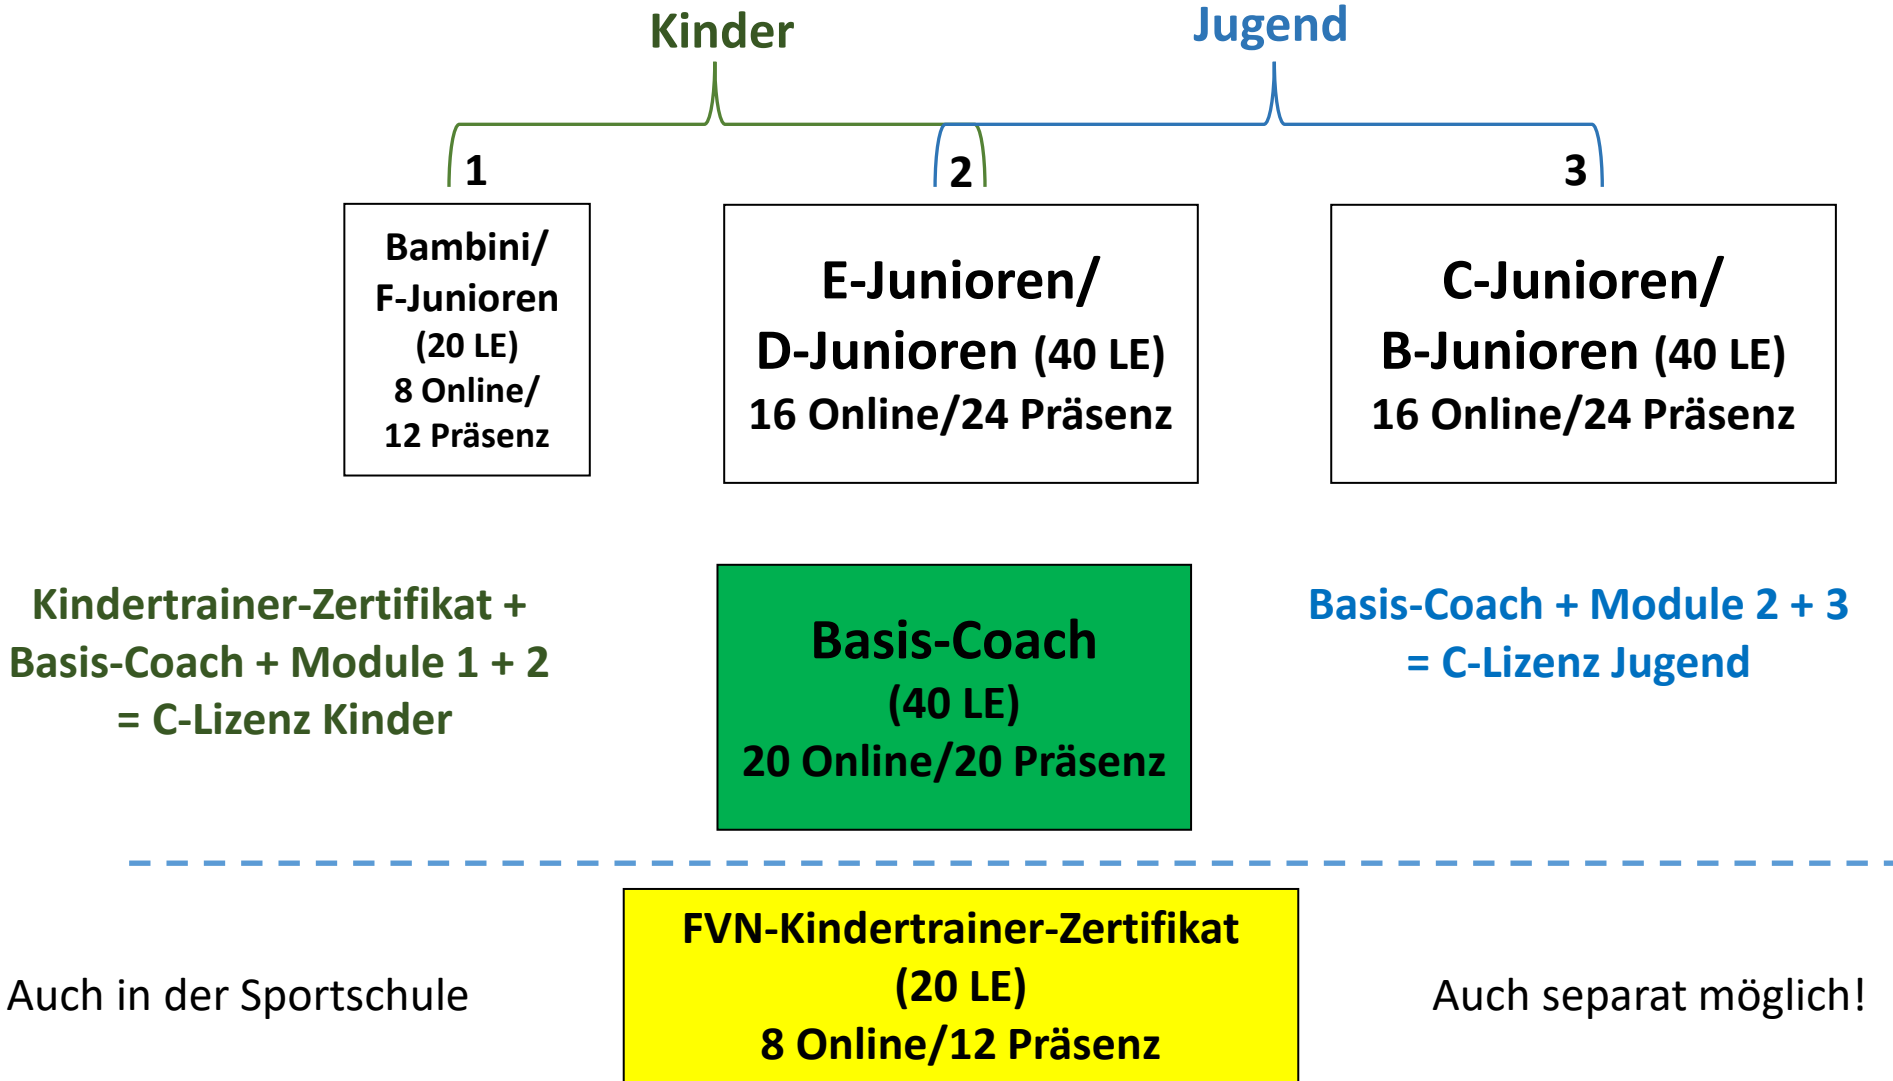 Kinder
Jugend
1
2
3
Bambini/
F-Junioren
(20 LE)
8 Online/
12 Präsenz
E-Junioren/
D-Junioren (40 LE)
16 Online/24 Präsenz
C-Junioren/
B-Junioren (40 LE)
16 Online/24 Präsenz
Kindertrainer-Zertifikat +
Basis-Coach + Module 1 + 2
= C-Lizenz Kinder
Basis-Coach
(40 LE)
20 Online/20 Präsenz
Basis-Coach + Module 2 + 3
= C-Lizenz Jugend
Auch in der Sportschule
FVN-Kindertrainer-Zertifikat
(20 LE)
8 Online/12 Präsenz
Auch separat möglich!